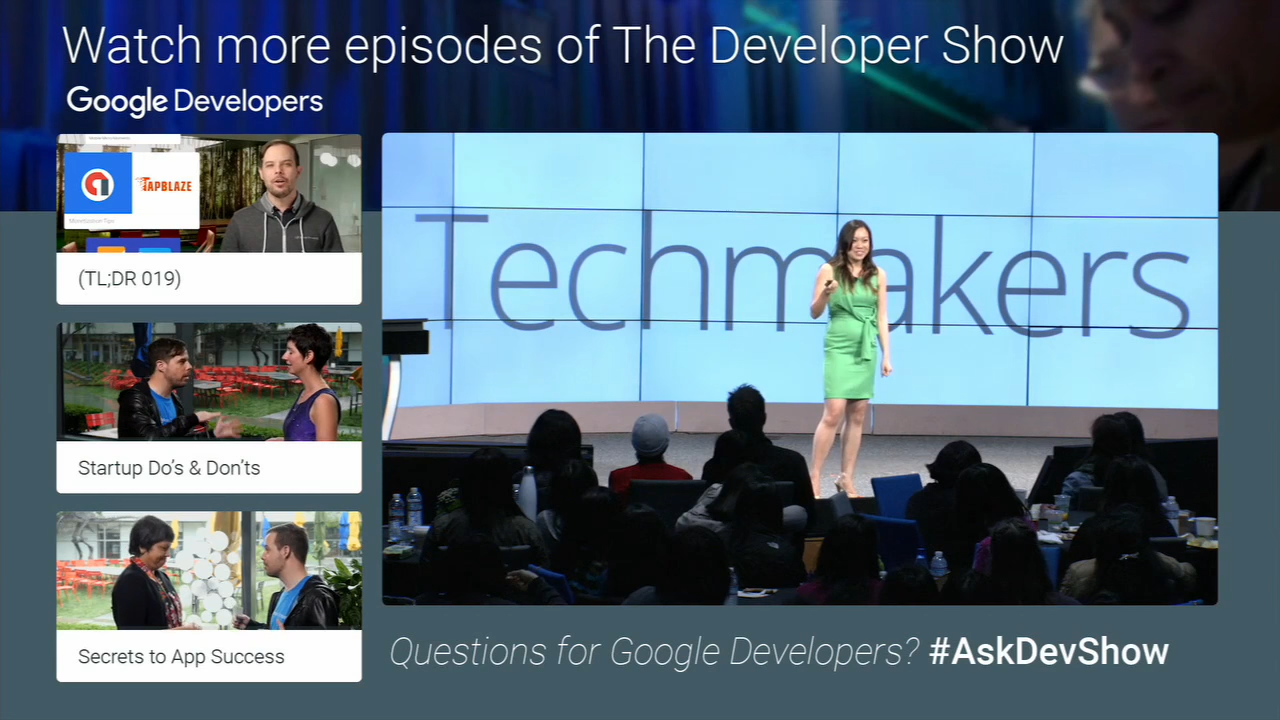 Watch more episodes of The Developer Show
Google Developers
TAPBLAZE
(TL;DR 019)
Startup Do's & Don'ts
Secrets to App Success
Techmakers
Questions for Google Developers? #AskDevShow